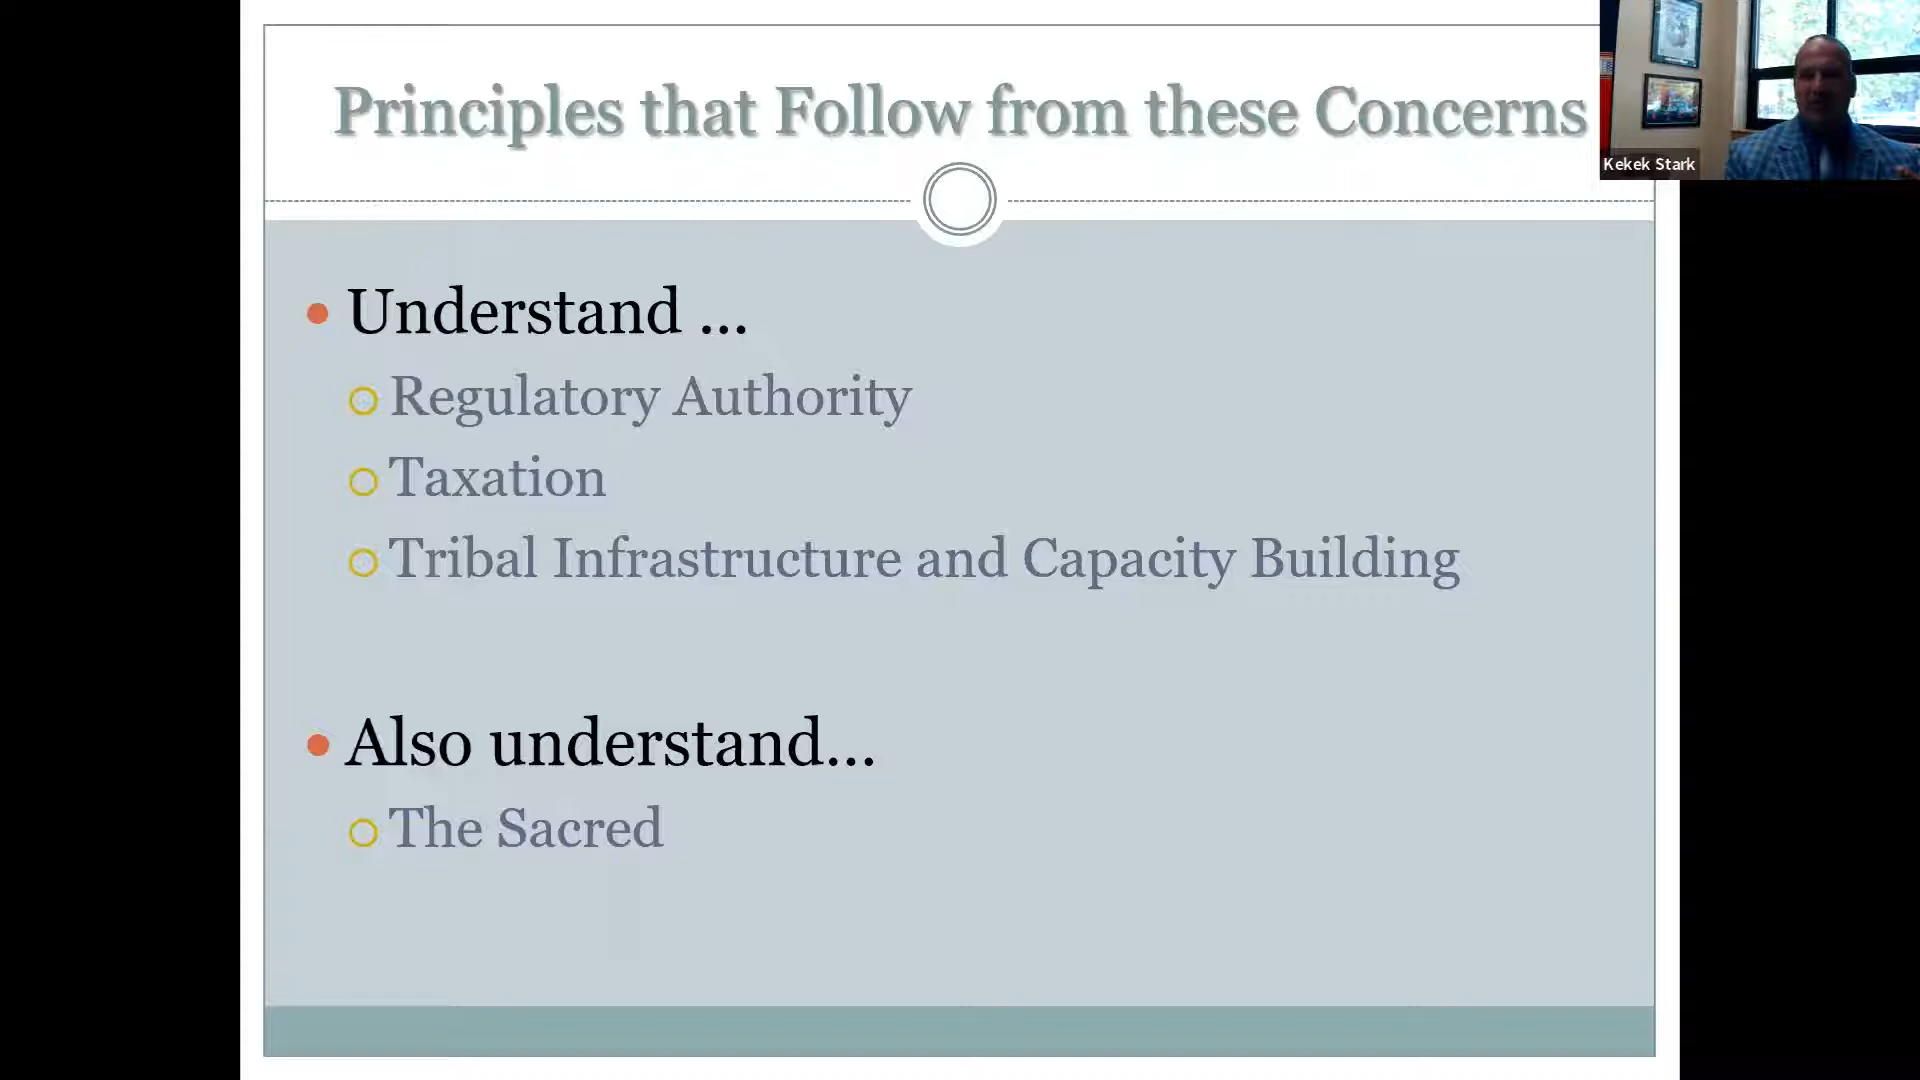 Principles that Follow from these Concerns
Kekek Stark
Understand ...
Regulatory Authority
Taxation
Tribal Infrastructure and Capacity Building
Also understand...
The Sacred